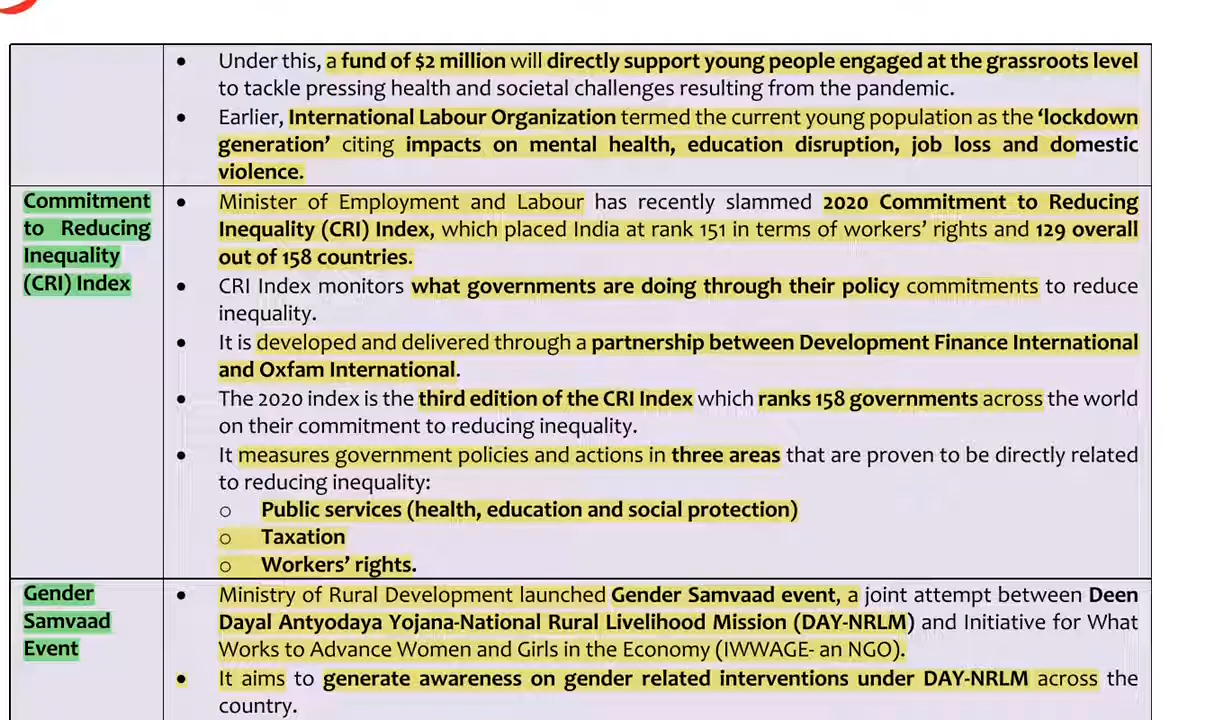 • Under this, a fund of $2 million will directly support young people engaged at the grassroots level
to tackle pressing health and societal challenges resulting from the pandemic.
• Earlier, International Labour Organization termed the current young population as the ‘lockdown
generation’ citing impacts on mental health, education disruption, job loss and domestic
violence.
Commitment
to Reducing
Inequality
(CRI) Index
• Minister of Employment and Labour has recently slammed 2020 Commitment to Reducing
Inequality (CRI) Index, which placed India at rank 151 in terms of workers’ rights and 129 overall
out of 158 countries.
• CRI Index monitors what governments are doing through their policy commitments to reduce
inequality.
• It is developed and delivered through a partnership between Development Finance International
and Oxfam International.
• The 2020 index is the third edition of the CRI Index which ranks 158 governments across the world
on their commitment to reducing inequality.
• It measures government policies and actions in three areas that are proven to be directly related
to reducing inequality:
○ Public services (health, education and social protection)
○ Taxation
○ Workers’ rights.
Gender
Samvaad
Event
• Ministry of Rural Development launched Gender Samvaad event, a joint attempt between Deen
Dayal Antyodaya Yojana-National Rural Livelihood Mission (DAY-NRLM) and Initiative for What
Works to Advance Women and Girls in the Economy (IWWAGE- an NGO).
• It aims to generate awareness on gender related interventions under DAY-NRLM across the
country.